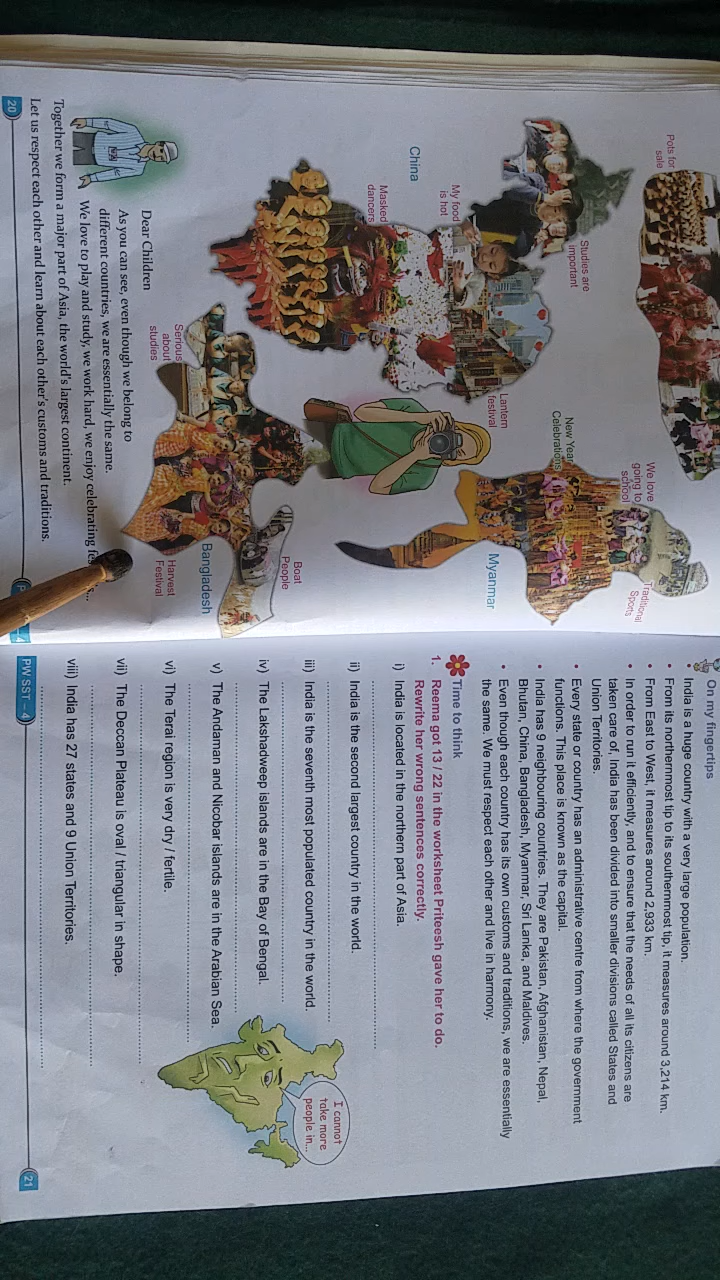 Pots for
sale
Studies are
important
China
My food
is hot
Masked
dancers
Lantern
festival
New Year
Celebrations
We love
going to
school
Traditional
Sports
Myanmar
Serious
about
studies
Boat
People
Bangladesh
Harvest
Festival
Dear Children
As you can see, even though we belong to
different countries, we are essentially the same.
We love to play and study, we work hard, we enjoy celebrating
Together we form a major part of Asia, the world's largest continent.
Let us respect each other and learn about each other's customs and traditions.
20
On my fingertips
• India is a huge country with a very large population.
• From its northernmost tip to its southernmost tip, it measures around 3,214 km.
• From East to West, it measures around 2,933 km.
• In order to run it efficiently, and to ensure that the needs of all its citizens are
taken care of, India has been divided into smaller divisions called States and
Union Territories.
• Every state or country has an administrative centre from where the government
functions. This place is known as the capital.
• India has 9 neighbouring countries. They are Pakistan, Afghanistan, Nepal,
Bhutan, China, Bangladesh, Myanmar, Sri Lanka, and Maldives.
• Even though each country has its own customs and traditions, we are essentially
the same. We must respect each other and live in harmony.
Time to think
1. Reema got 13 / 22 in the worksheet Priteesh gave her to do.
Rewrite her wrong sentences correctly.
i) India is located in the northern part of Asia.
ii) India is the second largest country in the world.
iii) India is the seventh most populated country in the world.
iv) The Lakshadweep islands are in the Bay of Bengal.
v) The Andaman and Nicobar islands are in the Arabian Sea.
vi) The Terai region is very dry / fertile.
vii) The Deccan Plateau is oval / triangular in shape.
viii) India has 27 states and 9 Union Territories.
I cannot
take more
people in...
PW SST – 4
21